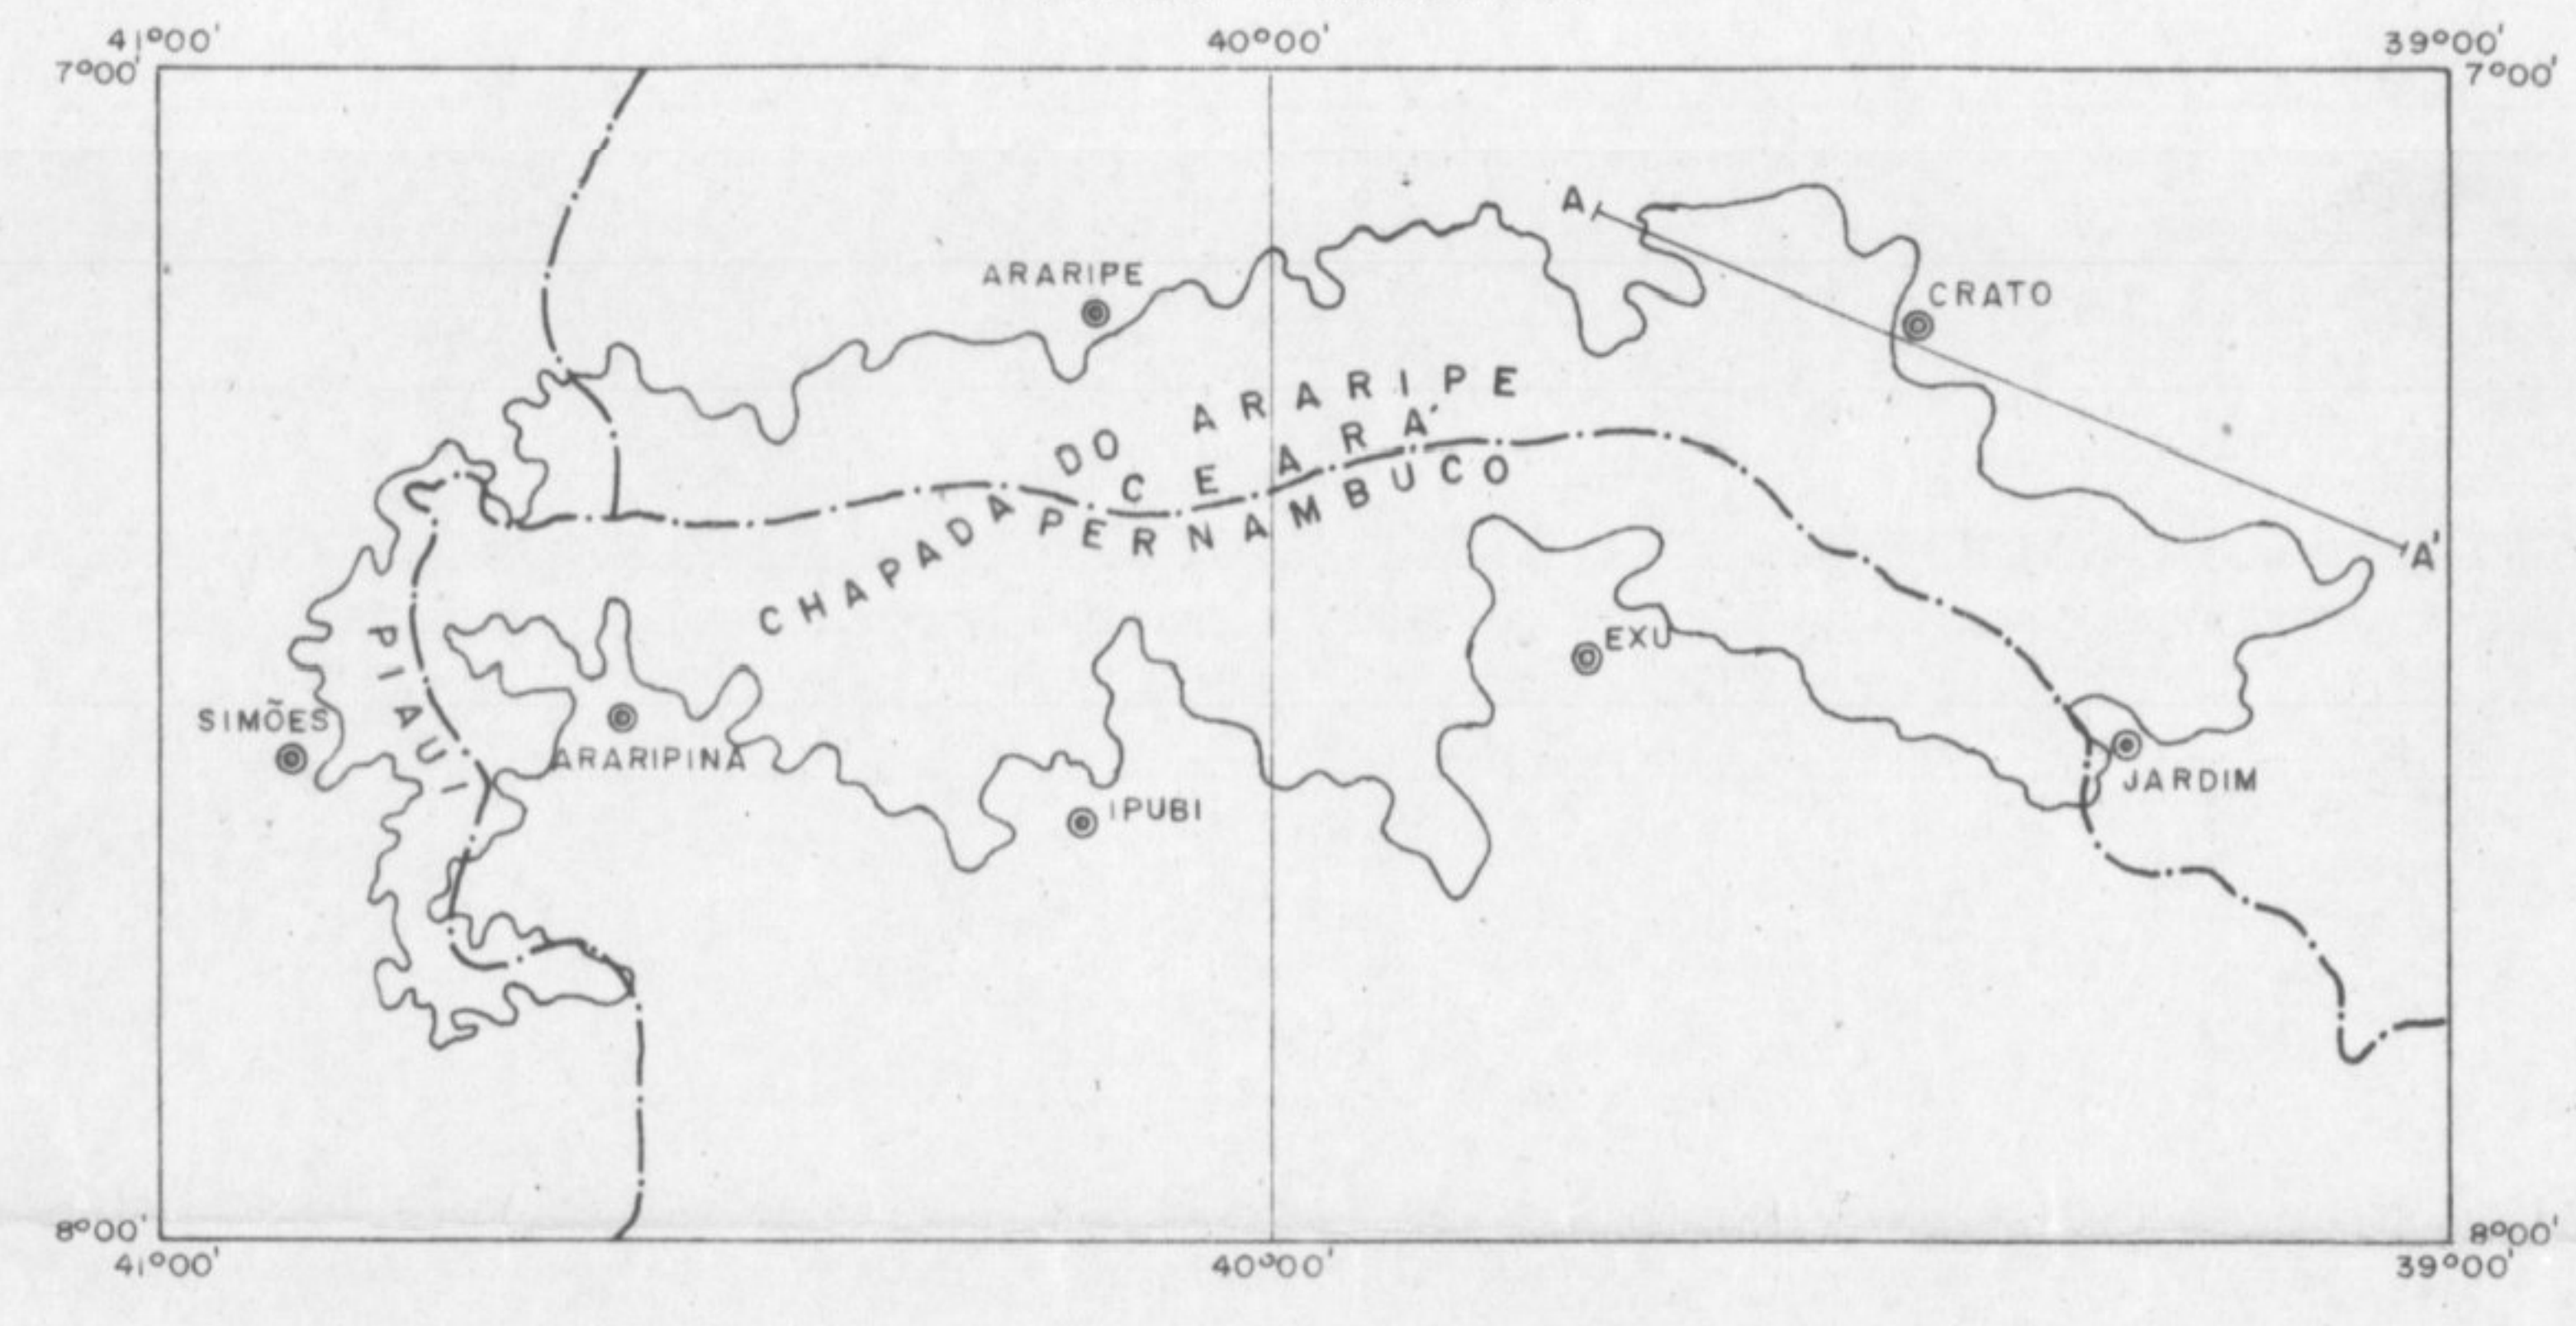 41°00' 40°00' 39°00'
7°00' 7°00'
A
ARARIPE
CRATO
CHAPADA DO ARARIPE
CEARÁ
PERNAMBUCO
A'
EXU
PIAUI
SIMÕES
ARARIPINA
JARDIM
IPUBI
8°00' 8°00'
41°00' 40°00' 39°00'